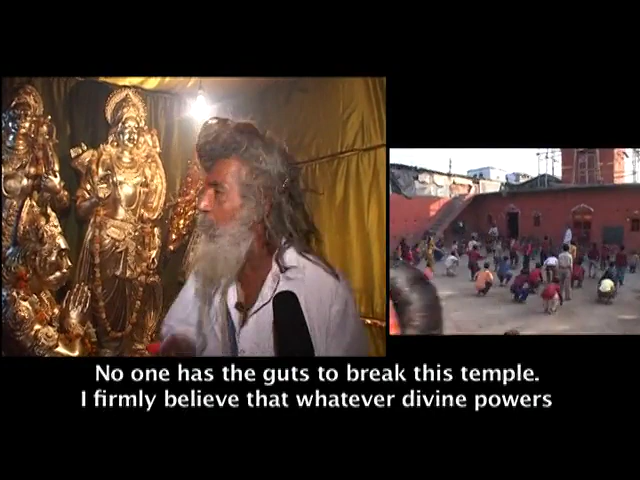 No one has the guts to break this temple.
I firmly believe that whatever divine powers